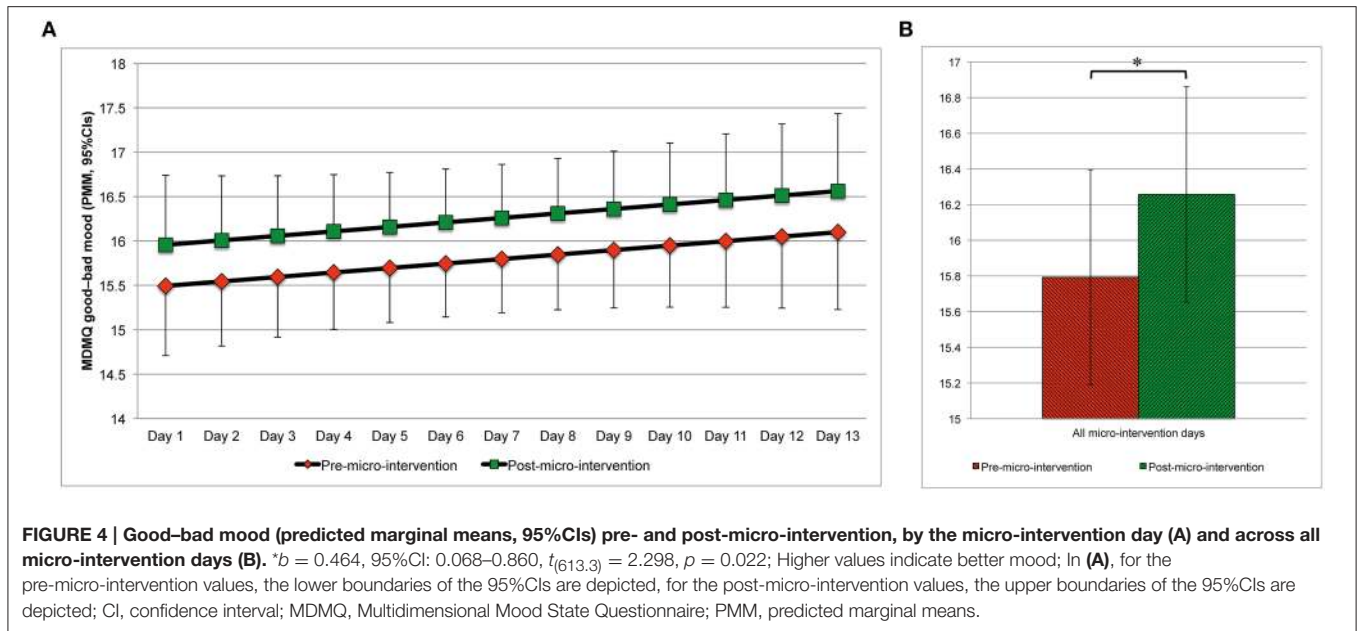 A
B
MDMQ good–bad mood (PMM, 95%CIs)
18
17.5
17
16.5
16
15.5
15
14.5
14
Day 1 Day 2 Day 3 Day 4 Day 5 Day 6 Day 7 Day 8 Day 9 Day 10 Day 11 Day 12 Day 13
Pre-micro-intervention Post-micro-intervention
17
16.8
16.6
16.4
16.2
16
15.8
15.6
15.4
15.2
15
*
All micro-intervention days
Pre-micro-intervention Post-micro-intervention
FIGURE 4 | Good–bad mood (predicted marginal means, 95%CIs) pre- and post-micro-intervention, by the micro-intervention day (A) and across all
micro-intervention days (B). *b = 0.464, 95%CI: 0.068–0.860, t(613.3) = 2.298, p = 0.022; Higher values indicate better mood; In (A), for the
pre-micro-intervention values, the lower boundaries of the 95%CIs are depicted, for the post-micro-intervention values, the upper boundaries of the 95%CIs are
depicted; CI, confidence interval; MDMQ, Multidimensional Mood State Questionnaire; PMM, predicted marginal means.